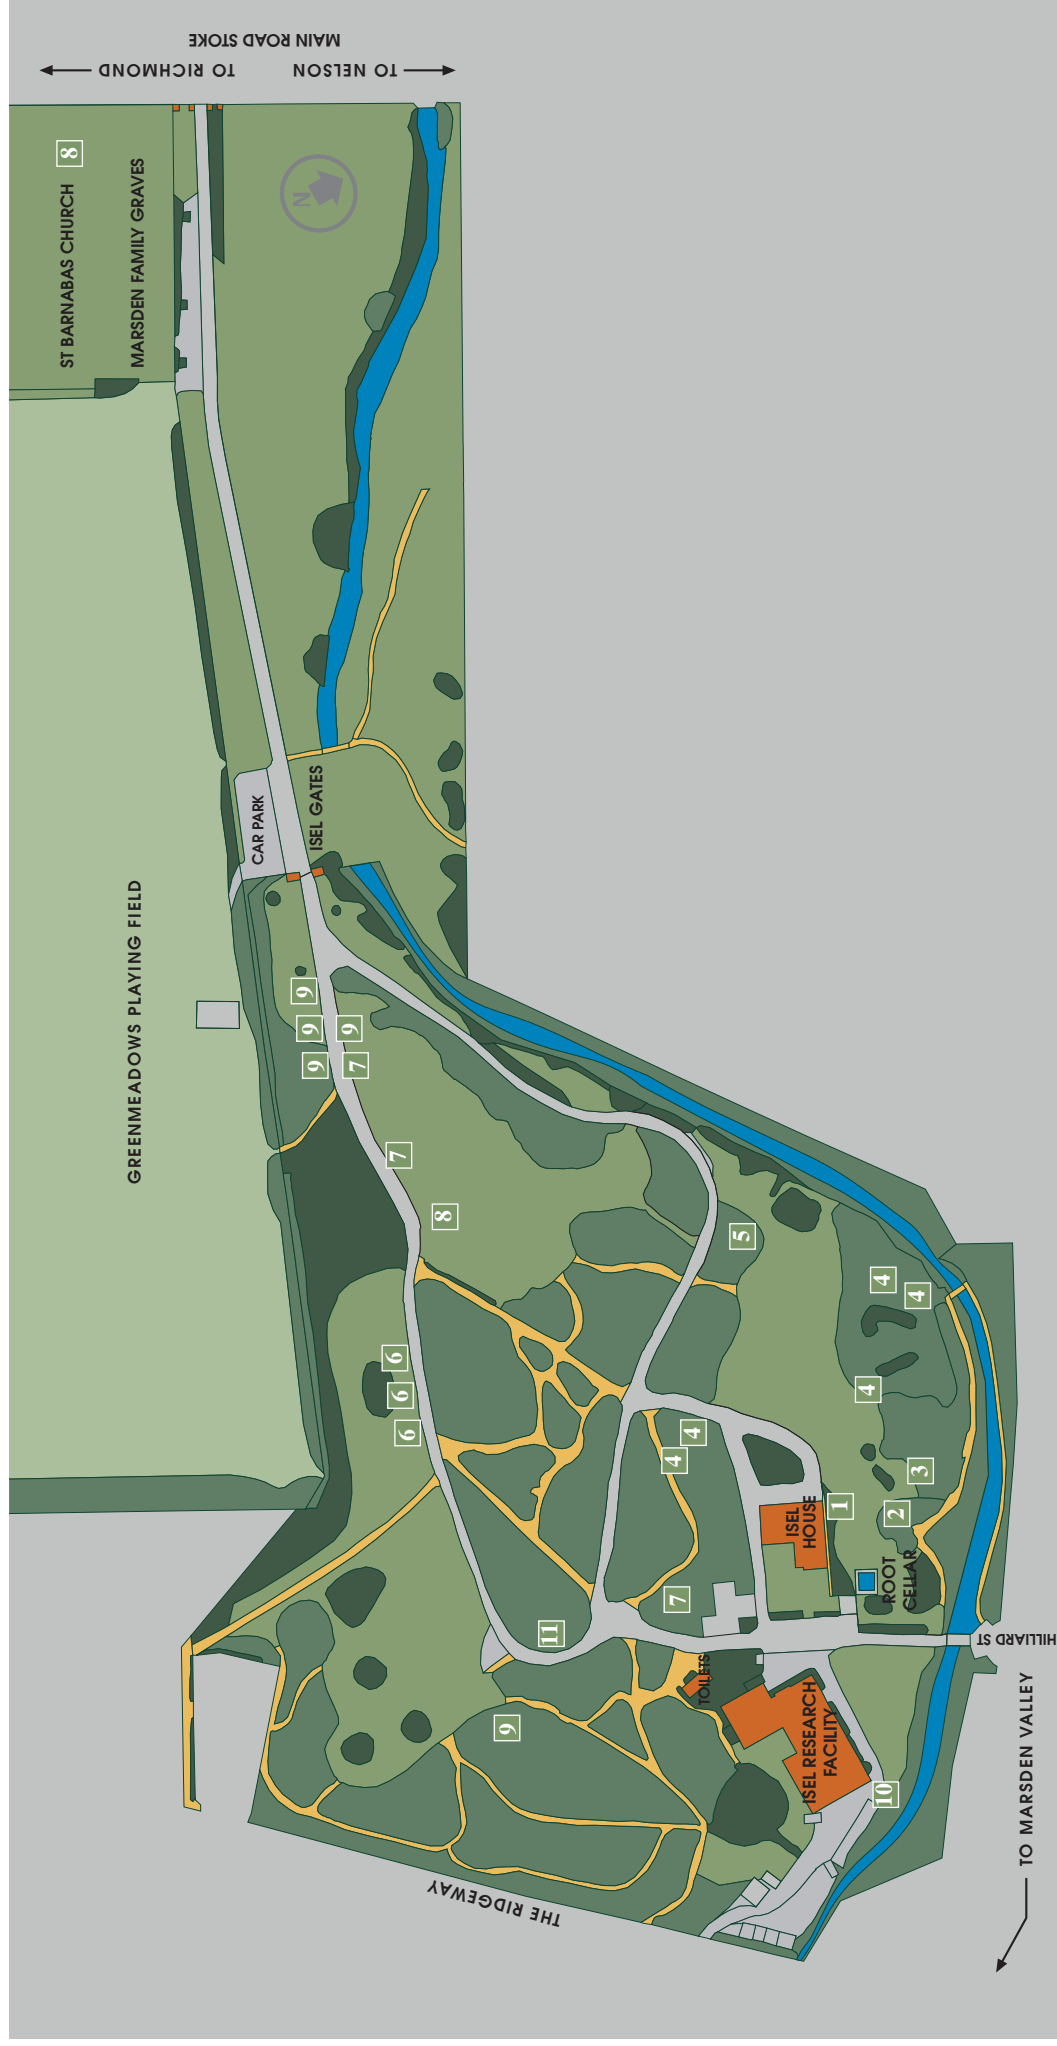 MAIN ROAD STOKE
TO RICHMOND
TO NELSON
8
ST BARNABAS CHURCH
MARSDEN FAMILY GRAVES
N
CAR PARK
ISEL GATES
GREENMEADOWS PLAYING FIELD
9
9
9
9
7
7
8
5
4
4
6
6
6
4
4
4
3
1
2
ISEL
HOUSE
ROOT
CELLAR
7
11
HILLIARD ST
TOILETS
9
ISEL RESEARCH
FACILITY
10
TO MARSDEN VALLEY
THE RIDGEWAY